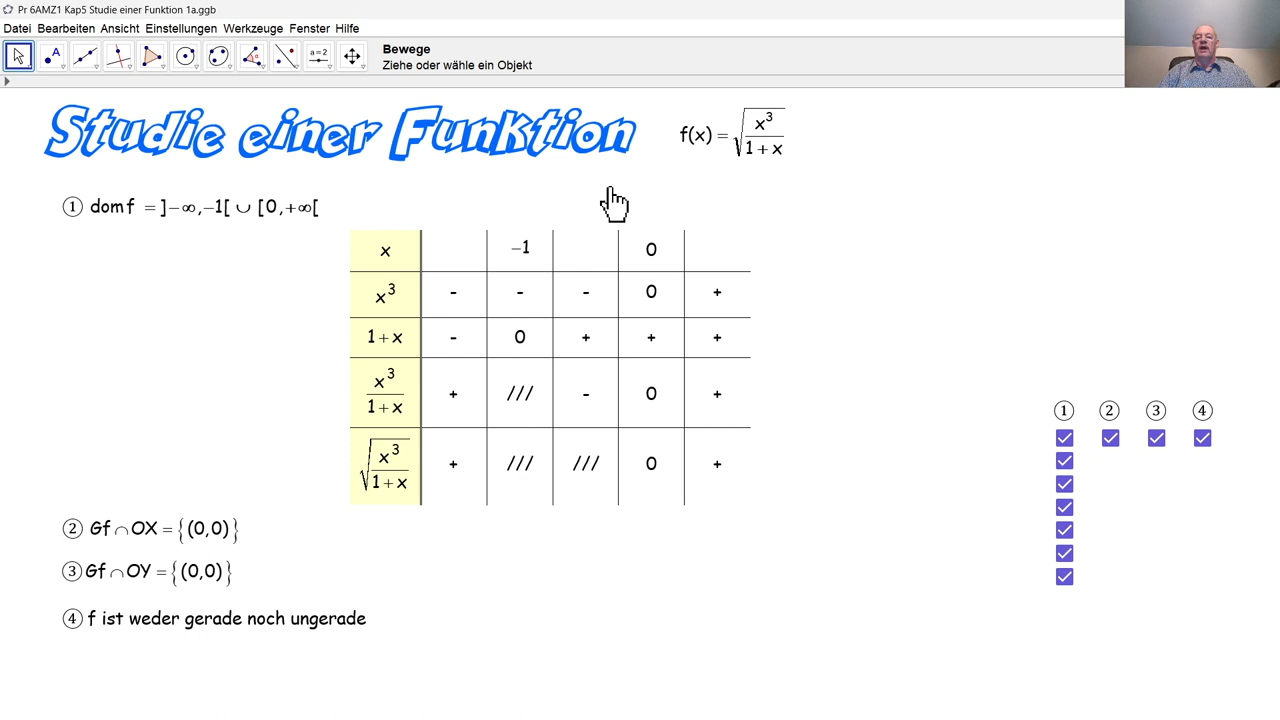 Pr 6AMZ1 Kap5 Studie einer Funktion 1a.ggb
Datei Bearbeiten Ansicht Einstellungen Werkzeuge Fenster Hilfe
A
a=2
Bewege
Ziehe oder wähle ein Objekt
Studie einer Funktion
f(x) = √(x³/(1+x))
① dom f = ]−∞,−1[ ∪ [0,+∞[
x −1 0
x³ - - - 0 +
1+x - 0 + + +
x³/(1+x) + /// - 0 +
√(x³/(1+x)) + /// /// 0 +
② Gf ∩ OX = {(0,0)}
③ Gf ∩ OY = {(0,0)}
④ f ist weder gerade noch ungerade
① ② ③ ④